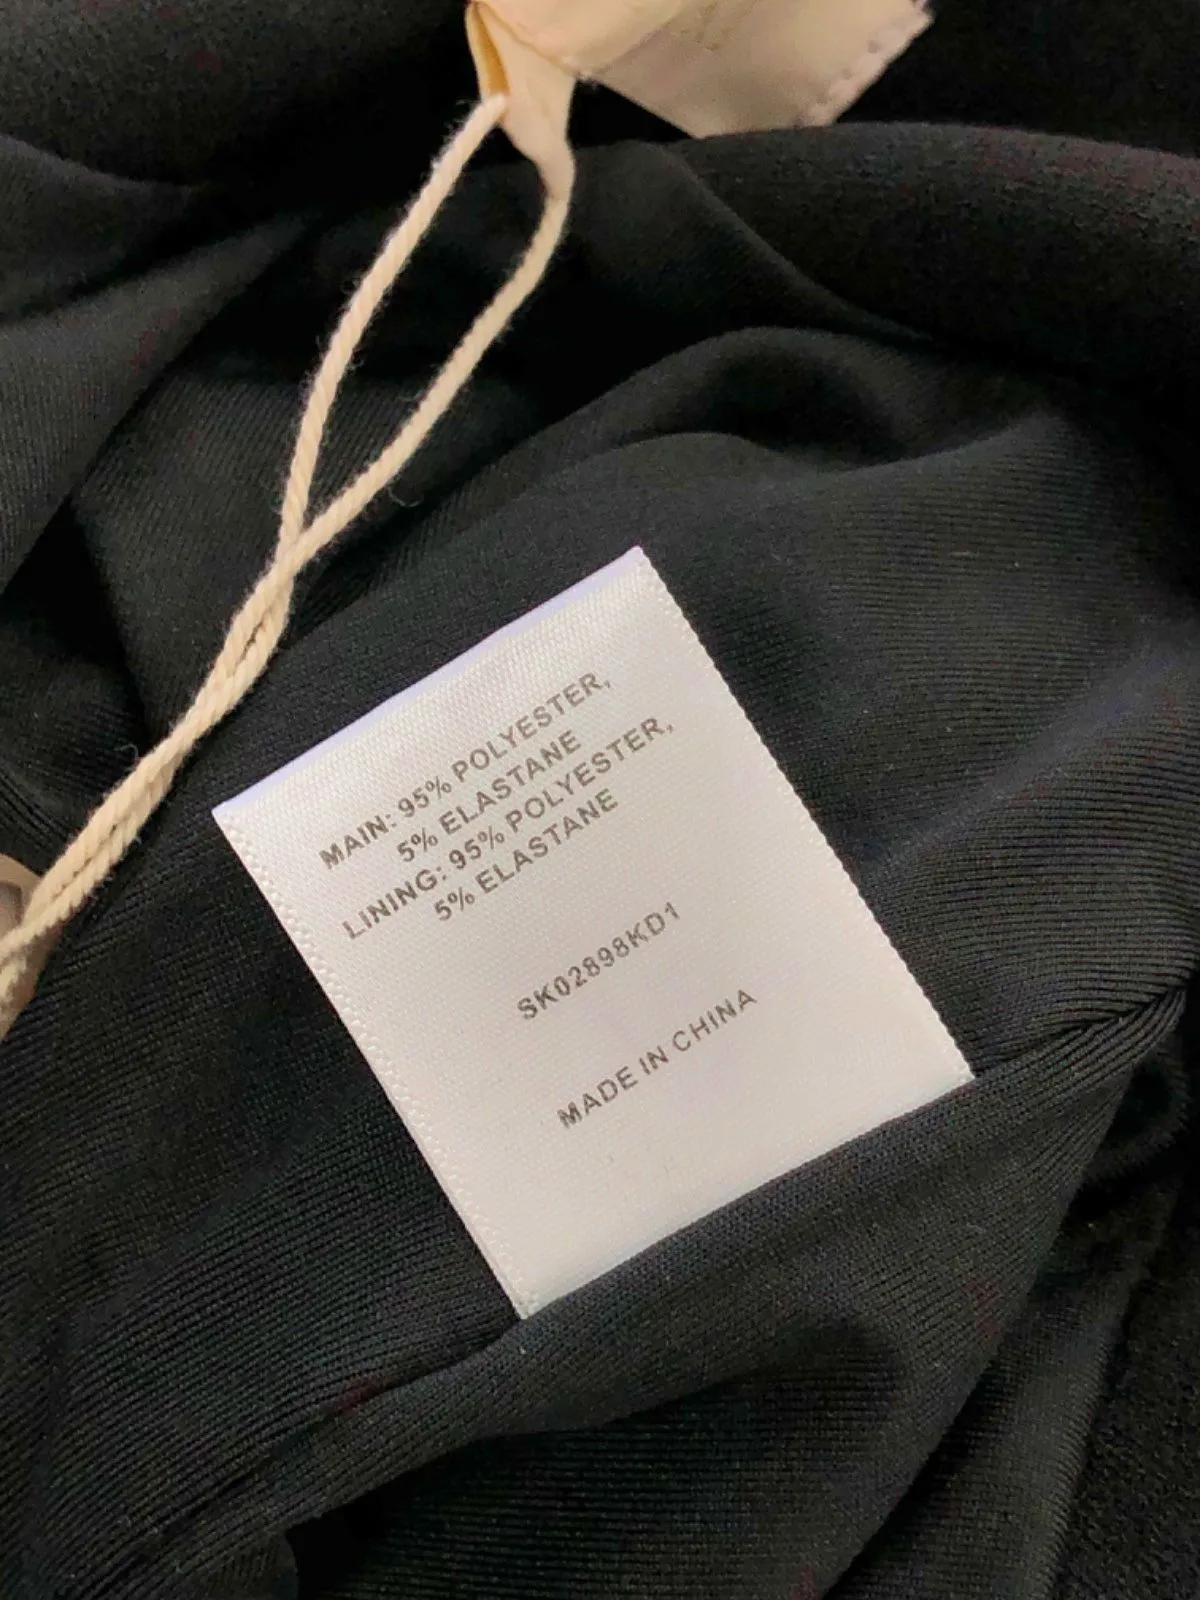 MAIN: 95% POLYESTER,
5% ELASTANE
LINING: 95% POLYESTER,
5% ELASTANE
SK02898KD1
MADE IN CHINA